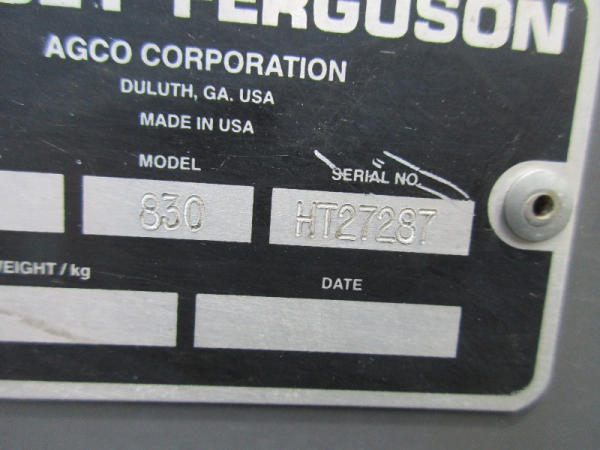 FERGUSON
AGCO CORPORATION
DULUTH, GA. USA
MADE IN USA
MODEL SERIAL NO.
830 HT27287
WEIGHT/kg DATE